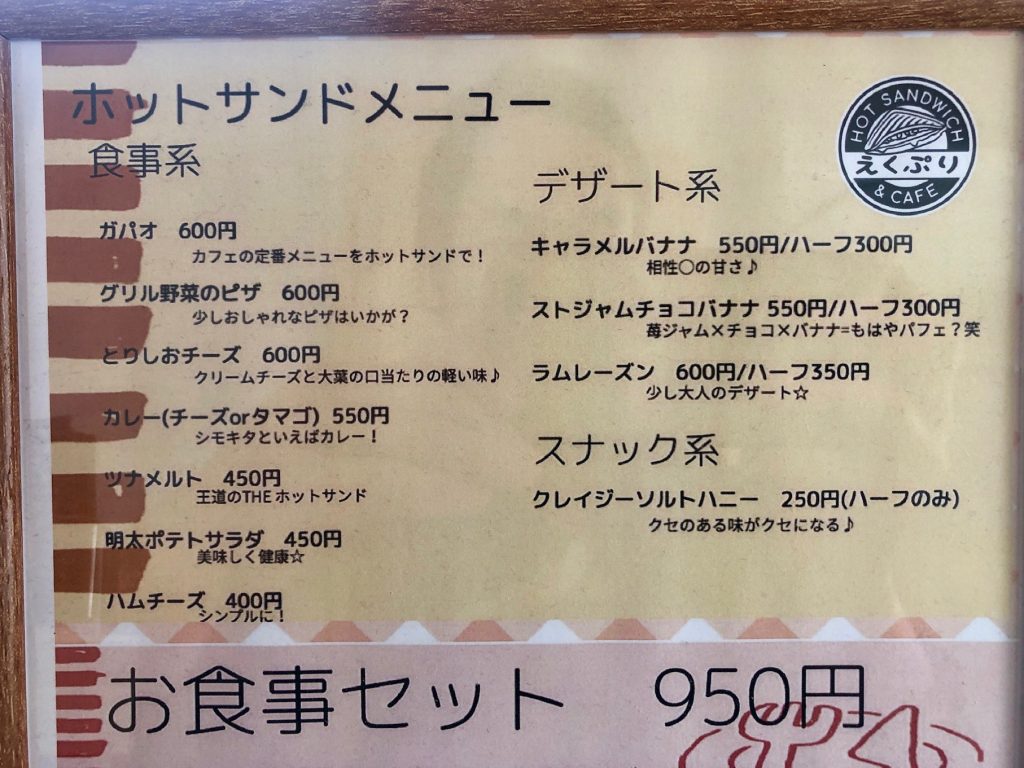 ホットサンドメニュー
食事系
ガパオ 600円
カフェの定番メニューをホットサンドで！
グリル野菜のピザ 600円
少しおしゃれなピザはいかが？
とりしおチーズ 600円
クリームチーズと大葉の口当たりの軽い味♪
カレー(チーズorタマゴ) 550円
シモキタといえばカレー！
ツナメルト 450円
王道のTHE ホットサンド
明太ポテトサラダ 450円
美味しく健康☆
ハムチーズ 400円
シンプルに！
HOT SANDWICH
えくぷり
& CAFE
デザート系
キャラメルバナナ 550円/ハーフ300円
相性〇の甘さ♪
ストジャムチョコバナナ 550円/ハーフ300円
苺ジャム×チョコ×バナナ=もはやパフェ？笑
ラムレーズン 600円/ハーフ350円
少し大人のデザート☆
スナック系
クレイジーソルトハニー 250円(ハーフのみ)
クセのある味がクセになる♪
お食事セット 950円